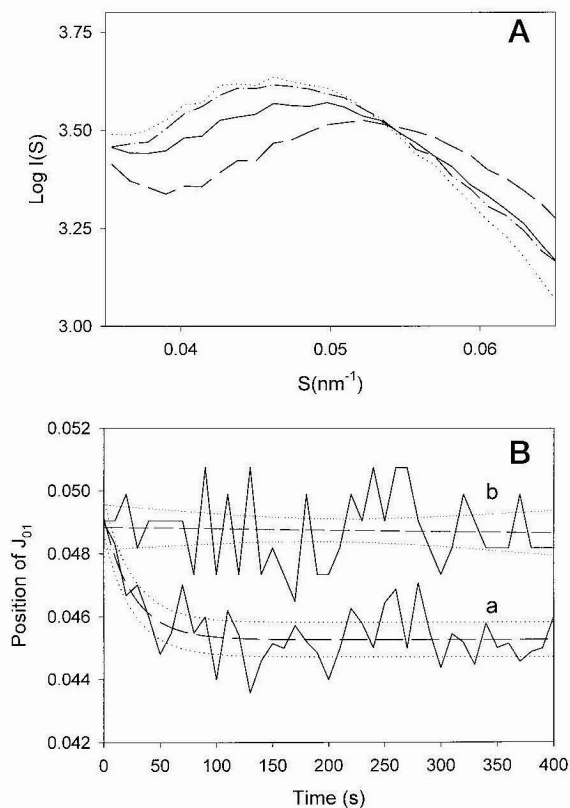 A
3.75
3.50
3.25
3.00
Log I(S)
0.04 0.05 0.06
S(nm⁻¹)
B
0.052
0.050
0.048
0.046
0.044
0.042
Position of J₀₁
b
a
0 50 100 150 200 250 300 350 400
Time (s)